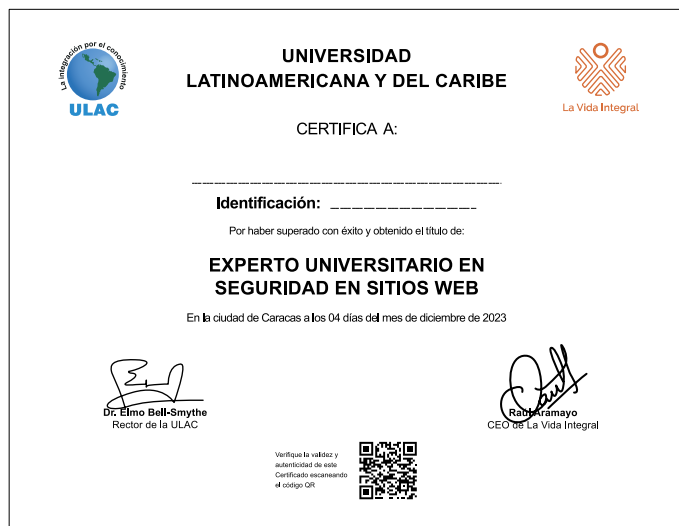 La integración por el conocimiento
ULAC
UNIVERSIDAD
LATINOAMERICANA Y DEL CARIBE
La Vida Integral
CERTIFICA A:
Identificación:
Por haber superado con éxito y obtenido el título de:
EXPERTO UNIVERSITARIO EN
SEGURIDAD EN SITIOS WEB
En la ciudad de Caracas a los 04 días del mes de diciembre de 2023
Dr. Elmo Bell-Smythe
Rector de la ULAC
Raúl Aramayo
CEO de La Vida Integral
Verifique la validez y
autenticidad de este
Certificado escaneando
el código QR